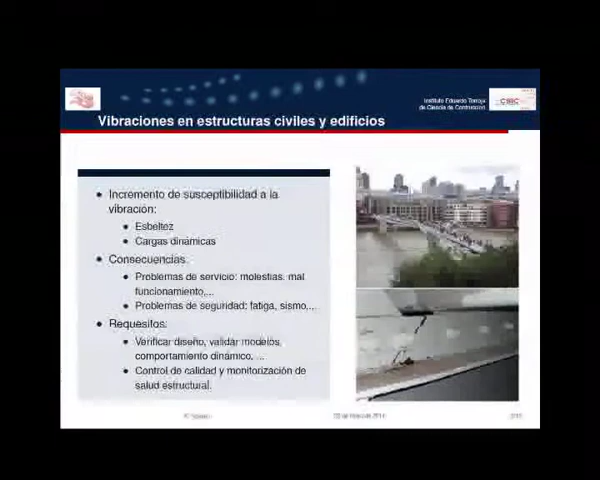 Instituto Eduardo Torroja
de Ciencia de Construcción
CSIC
Vibraciones en estructuras civiles y edificios
Incremento de susceptibilidad a la
vibración:
Esbeltez
Cargas dinámicas
Consecuencias:
Problemas de servicio: molestias, mal
funcionamiento,...
Problemas de seguridad: fatiga, sismo,...
Requesitos:
Verificar diseño, validar modelos,
comportamiento dinámico, ...
Control de calidad y monitorización de
salud estructural.